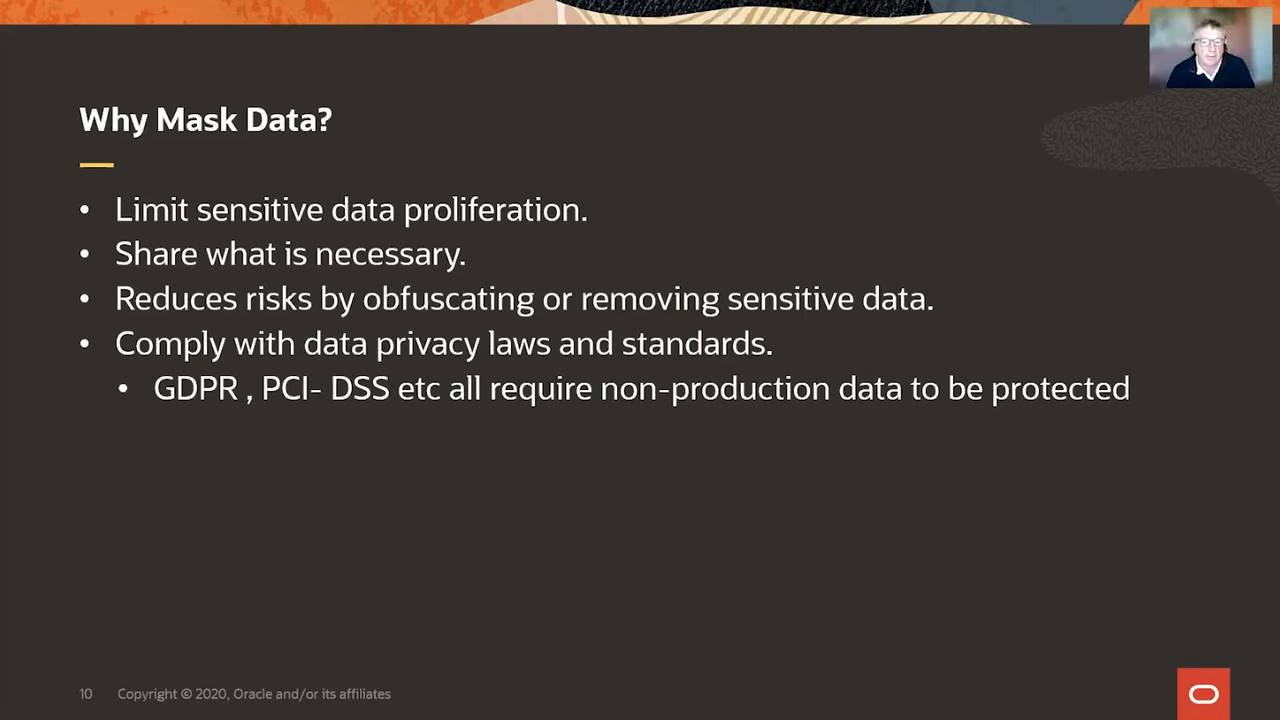 Why Mask Data?
• Limit sensitive data proliferation.
• Share what is necessary.
• Reduces risks by obfuscating or removing sensitive data.
• Comply with data privacy laws and standards.
• GDPR , PCI- DSS etc all require non-production data to be protected
10 Copyright © 2020, Oracle and/or its affiliates